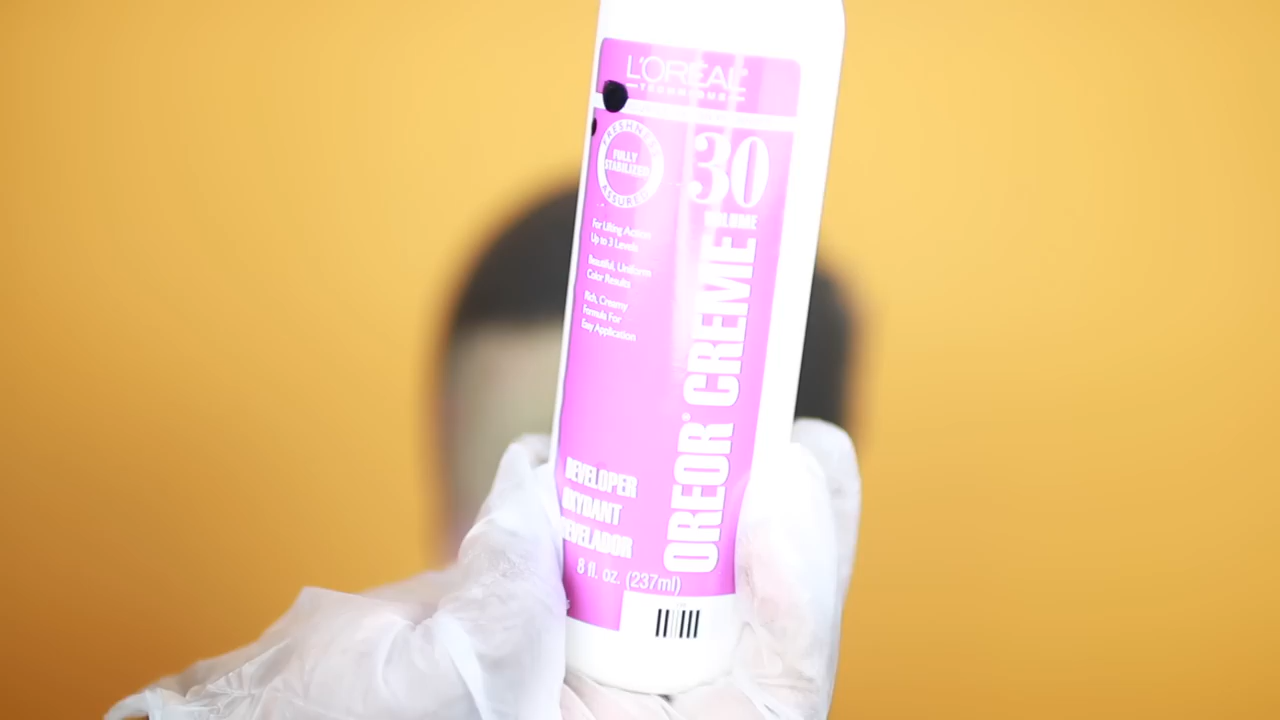 L'ORÉAL
TECHNIQUE
FRESHNESS
FULLY
STABILIZED
ASSURED
30
VOLUME
OREOR® CREME
For Lifting Action
Up to 3 Levels
Beautiful, Uniform
Color Results
Rich, Creamy
Formula For
Easy Application
DEVELOPER
OXYDANT
REVELADOR
8 fl. oz. (237ml)